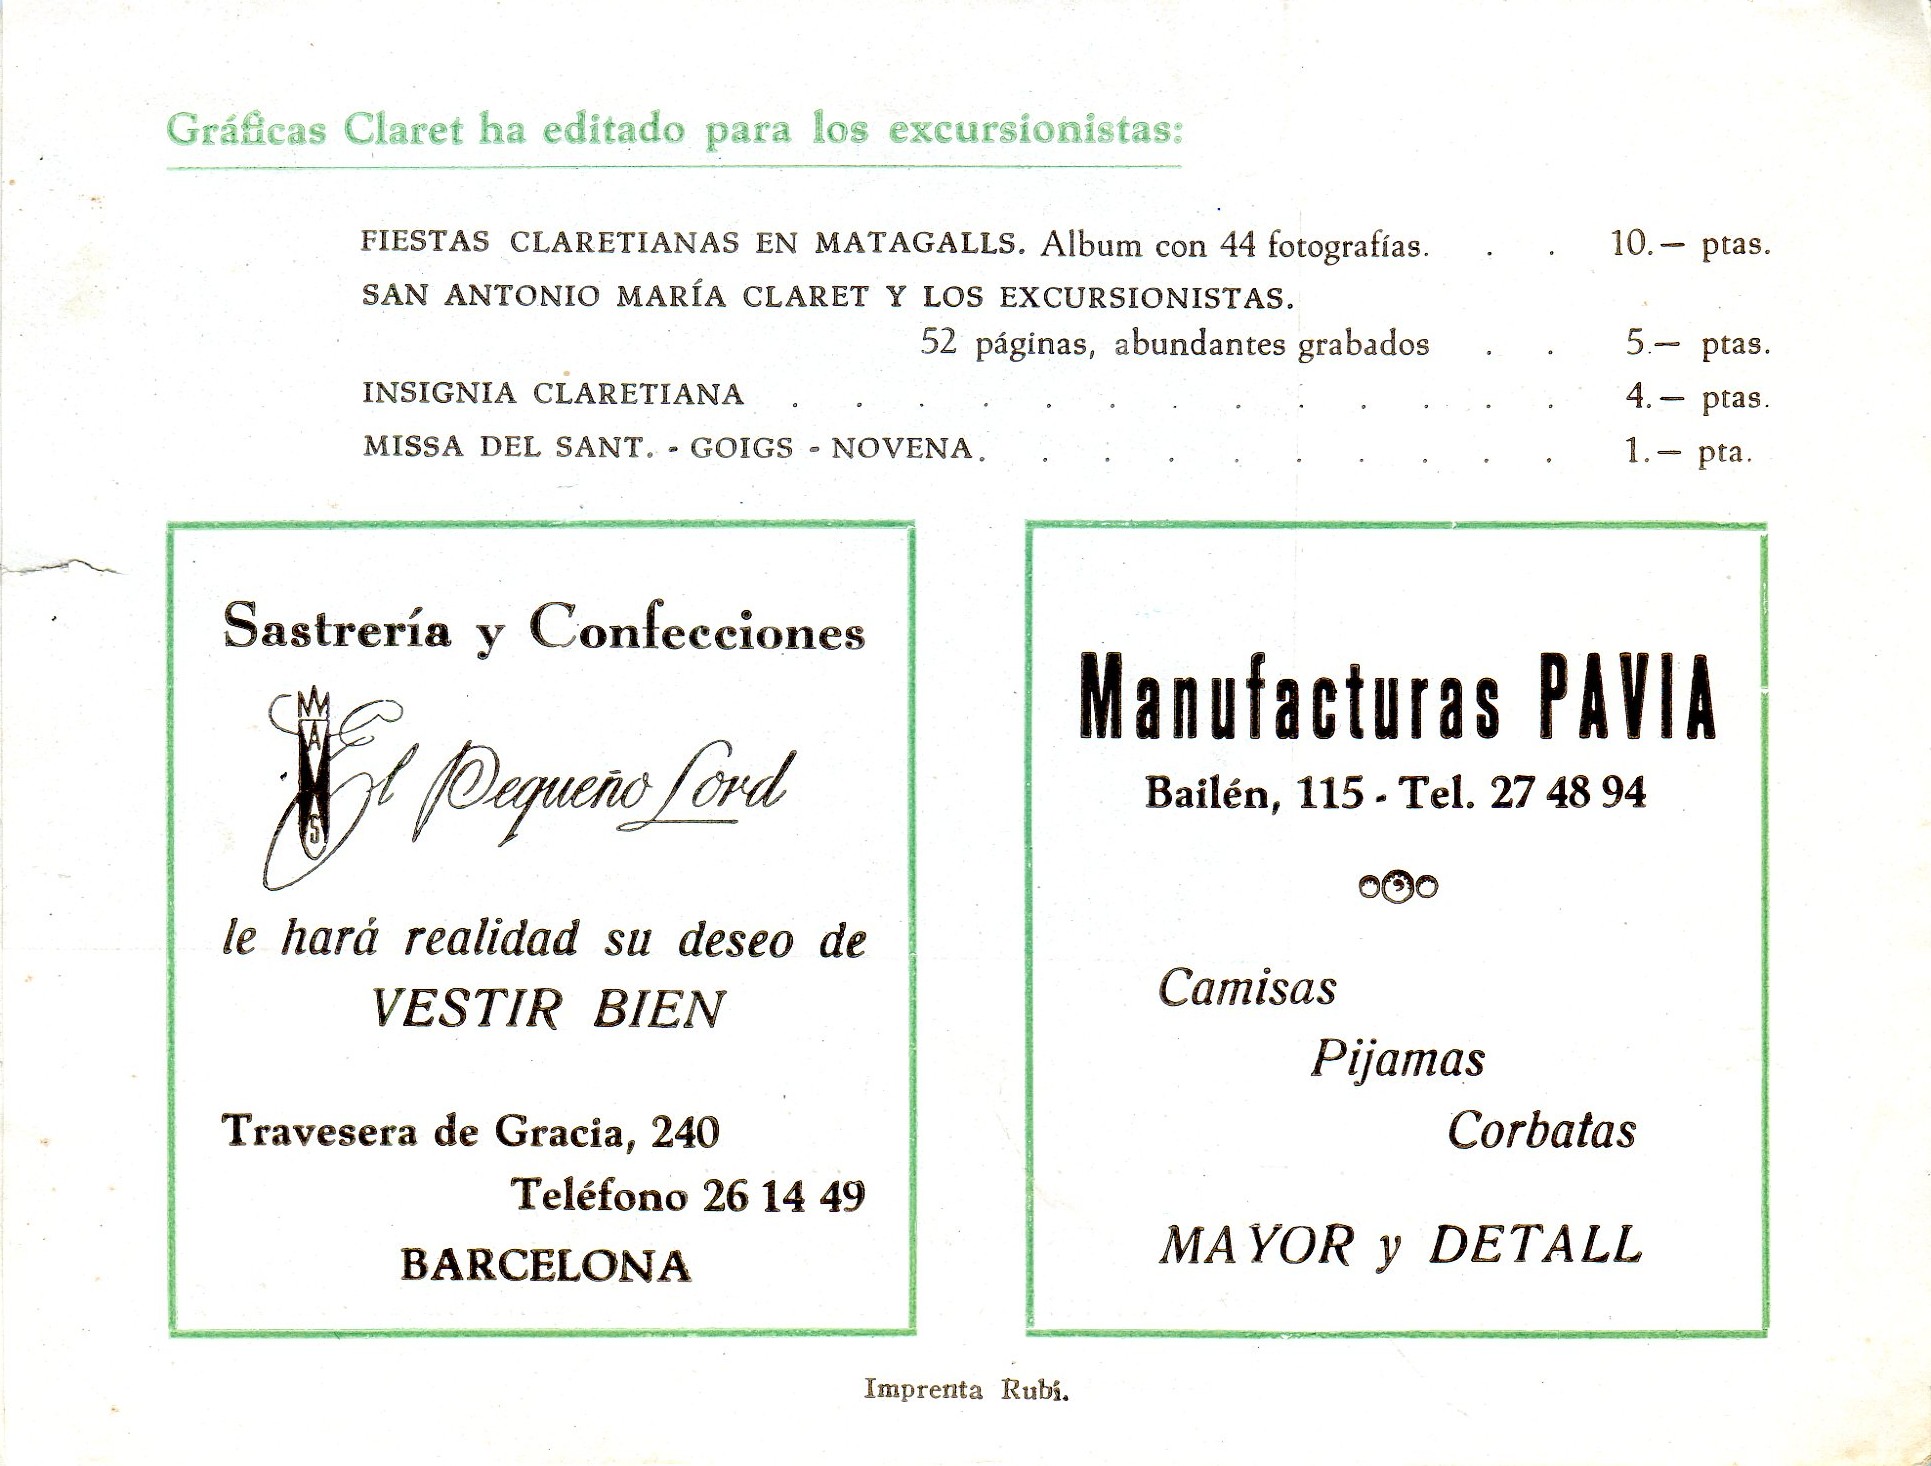 Gráficas Claret ha editado para los excursionistas:
FIESTAS CLARETIANAS EN MATAGALLS. Album con 44 fotografías. . . 10.— ptas.
SAN ANTONIO MARÍA CLARET Y LOS EXCURSIONISTAS.
52 páginas, abundantes grabados . . 5.— ptas.
INSIGNIA CLARETIANA . . . . . . . . . . . . . 4.— ptas.
MISSA DEL SANT. - GOIGS - NOVENA. . . . . . . . . . 1.— pta.
Sastrería y Confecciones
El Pequeño Lord
le hará realidad su deseo de
VESTIR BIEN
Travesera de Gracia, 240
Teléfono 26 14 49
BARCELONA
Manufacturas PAVIA
Bailén, 115 - Tel. 27 48 94
Camisas
Pijamas
Corbatas
MAYOR y DETALL
Imprenta Rubí.